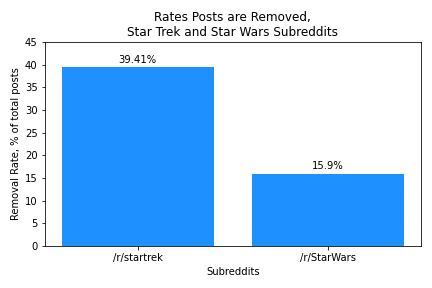 Rates Posts are Removed,
Star Trek and Star Wars Subreddits
Removal Rate, % of total posts
45
40
35
30
25
20
15
10
5
0
39.41%
15.9%
/r/startrek
/r/StarWars
Subreddits